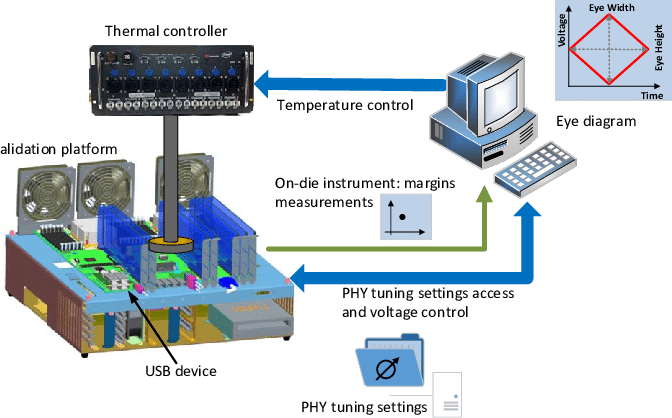 Thermal controller
Eye Width
Voltage
Eye Height
Time
Temperature control
Eye diagram
alidation platform
On-die instrument: margins
measurements
PHY tuning settings access
and voltage control
USB device
PHY tuning settings